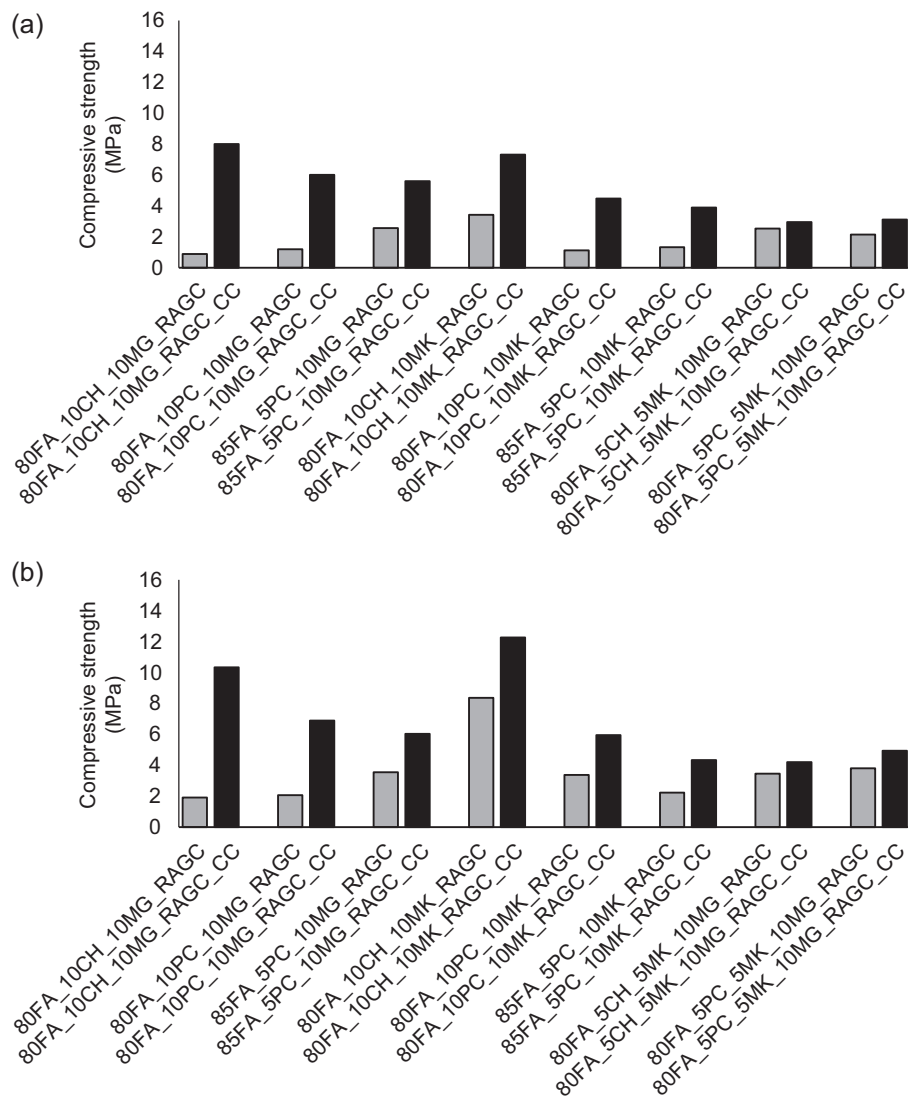 (a)
Compressive strength
(MPa)
16
14
12
10
8
6
4
2
0
80FA_10CH_10MG_RAGC
80FA_10CH_10MG_RAGC_CC
80FA_10PC_10MG_RAGC
80FA_10PC_10MG_RAGC_CC
85FA_5PC_10MG_RAGC
85FA_5PC_10MG_RAGC_CC
80FA_10CH_10MK_RAGC
80FA_10CH_10MK_RAGC_CC
80FA_10PC_10MK_RAGC
80FA_10PC_10MK_RAGC_CC
85FA_5PC_10MK_RAGC
85FA_5PC_10MK_RAGC_CC
80FA_5CH_5MK_10MG_RAGC
80FA_5CH_5MK_10MG_RAGC_CC
80FA_5PC_5MK_10MG_RAGC
80FA_5PC_5MK_10MG_RAGC_CC
(b)
Compressive strength
(MPa)
16
14
12
10
8
6
4
2
0
80FA_10CH_10MG_RAGC
80FA_10CH_10MG_RAGC_CC
80FA_10PC_10MG_RAGC
80FA_10PC_10MG_RAGC_CC
85FA_5PC_10MG_RAGC
85FA_5PC_10MG_RAGC_CC
80FA_10CH_10MK_RAGC
80FA_10CH_10MK_RAGC_CC
80FA_10PC_10MK_RAGC
80FA_10PC_10MK_RAGC_CC
85FA_5PC_10MK_RAGC
85FA_5PC_10MK_RAGC_CC
80FA_5CH_5MK_10MG_RAGC
80FA_5CH_5MK_10MG_RAGC_CC
80FA_5PC_5MK_10MG_RAGC
80FA_5PC_5MK_10MG_RAGC_CC